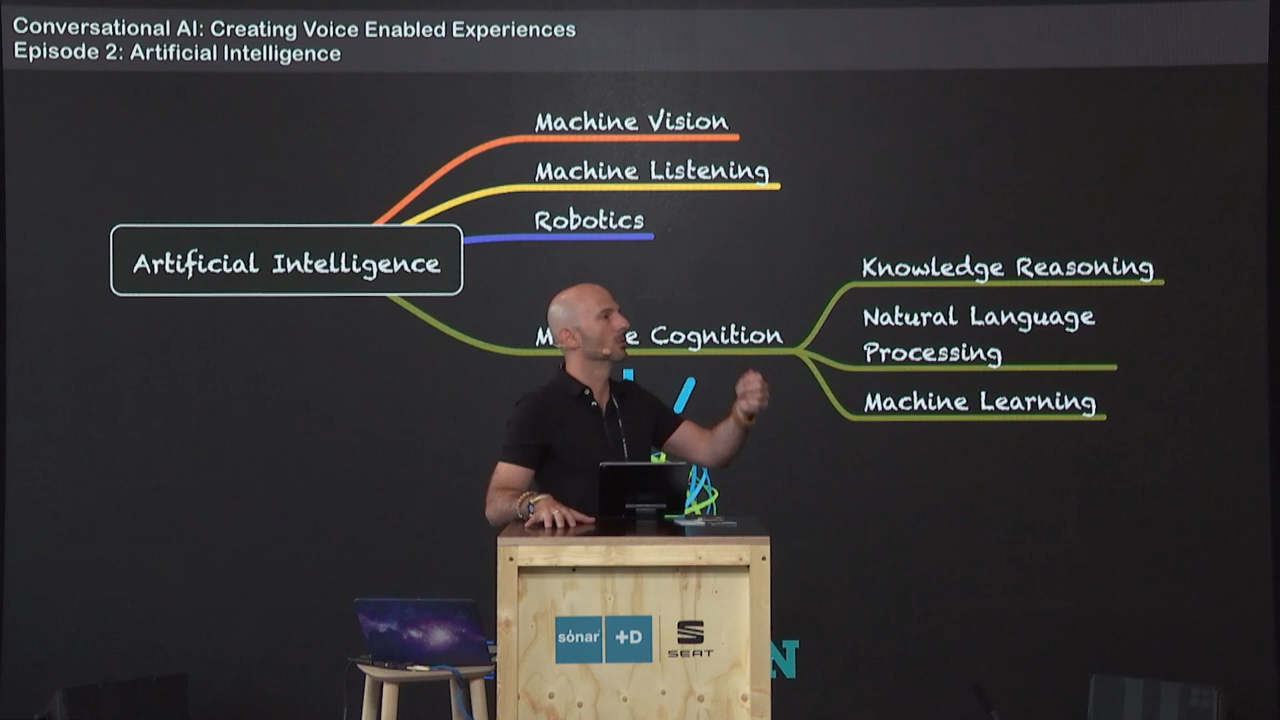 Conversational AI: Creating Voice Enabled Experiences
Episode 2: Artificial Intelligence
Machine Vision
Machine Listening
Robotics
Artificial Intelligence
Knowledge Reasoning
Natural Language
Processing
Cognition
Machine Learning
sónar +D
SEAT
N